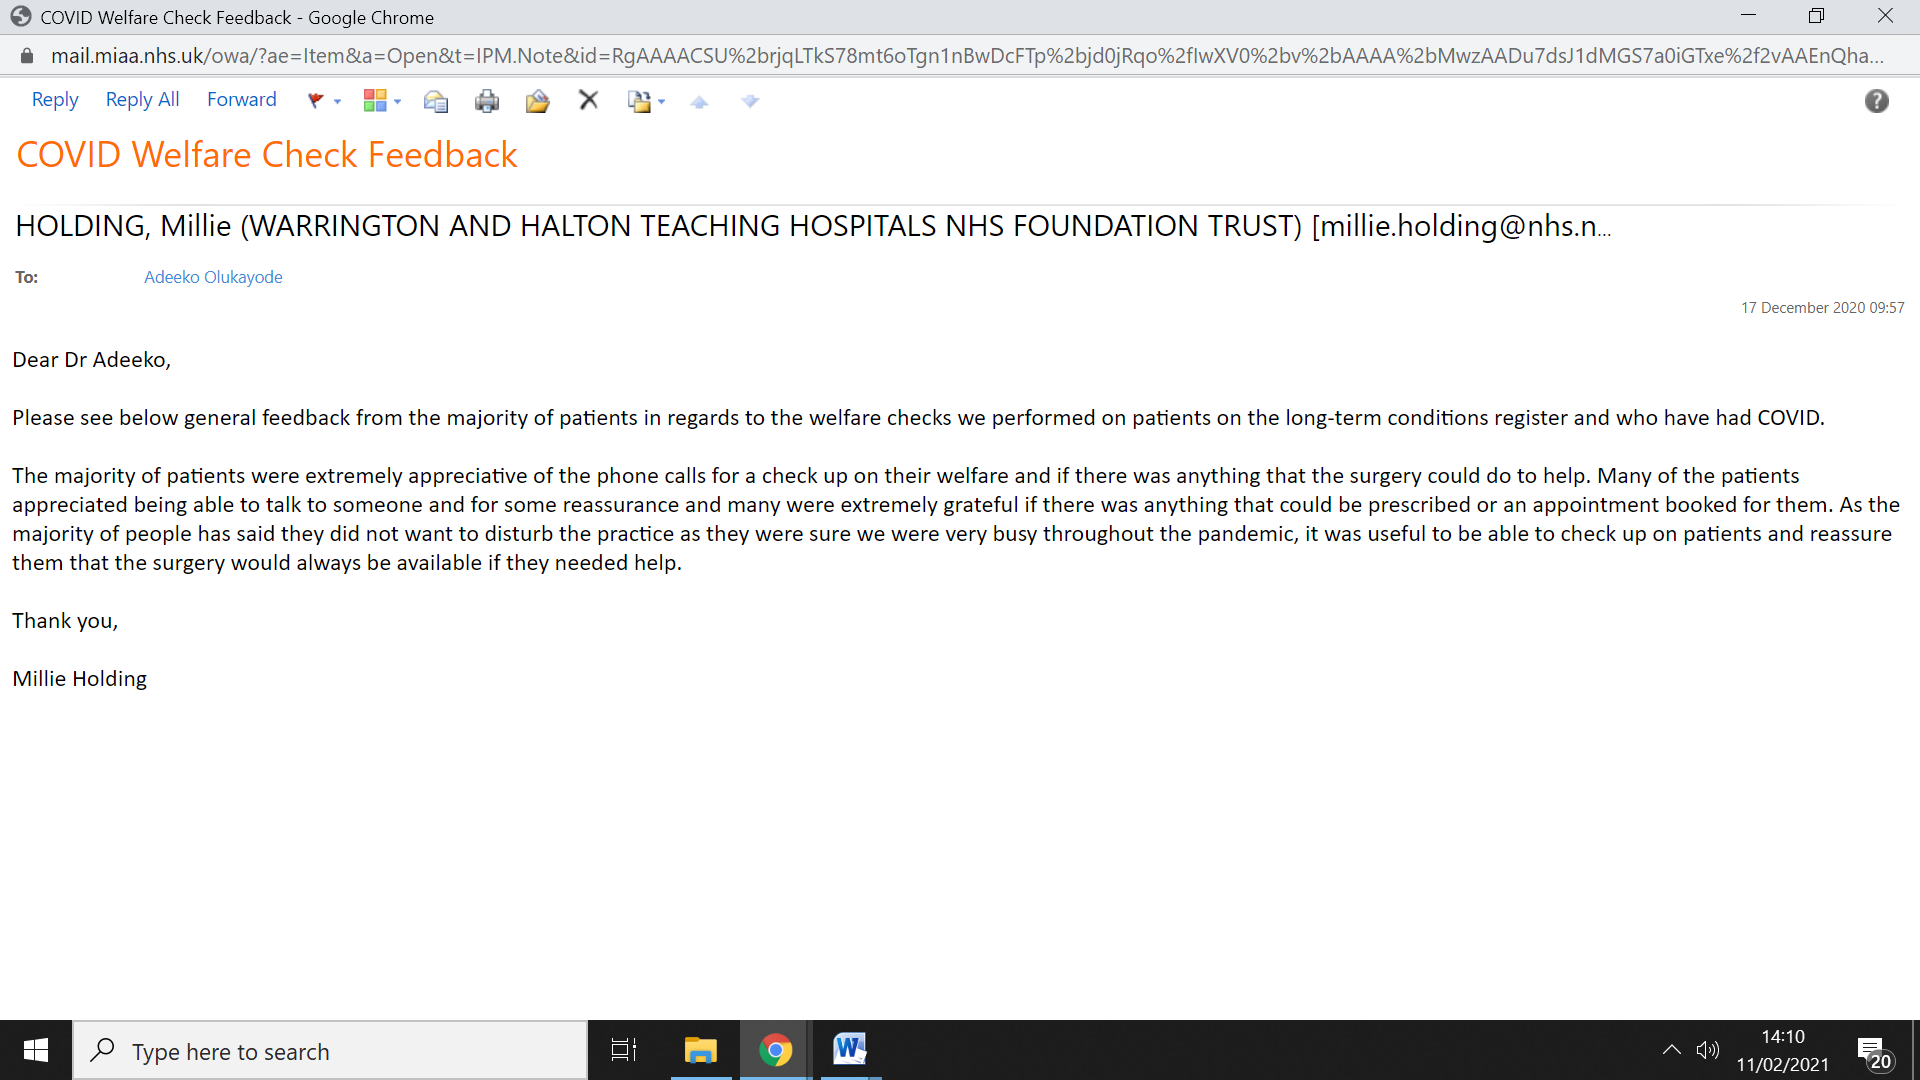 COVID Welfare Check Feedback - Google Chrome
mail.miaa.nhs.uk/owa/?ae=Item&a=Open&t=IPM.Note&id=RgAAAACSU%2brjqLTkS78mt6oTgn1nBwDcFTp%2bjd0jRqo%2fIwXV0%2bv%2bAAAA%2bMwzAADu7dsJ1dMGS7a0iGTxe%2f2vAAEnQha...
Reply Reply All Forward
COVID Welfare Check Feedback
HOLDING, Millie (WARRINGTON AND HALTON TEACHING HOSPITALS NHS FOUNDATION TRUST) [millie.holding@nhs.n...
To: Adeeko Olukayode
17 December 2020 09:57
Dear Dr Adeeko,
Please see below general feedback from the majority of patients in regards to the welfare checks we performed on patients on the long-term conditions register and who have had COVID.
The majority of patients were extremely appreciative of the phone calls for a check up on their welfare and if there was anything that the surgery could do to help. Many of the patients
appreciated being able to talk to someone and for some reassurance and many were extremely grateful if there was anything that could be prescribed or an appointment booked for them. As the
majority of people has said they did not want to disturb the practice as they were sure we were very busy throughout the pandemic, it was useful to be able to check up on patients and reassure
them that the surgery would always be available if they needed help.
Thank you,
Millie Holding
Type here to search
14:10
11/02/2021
20